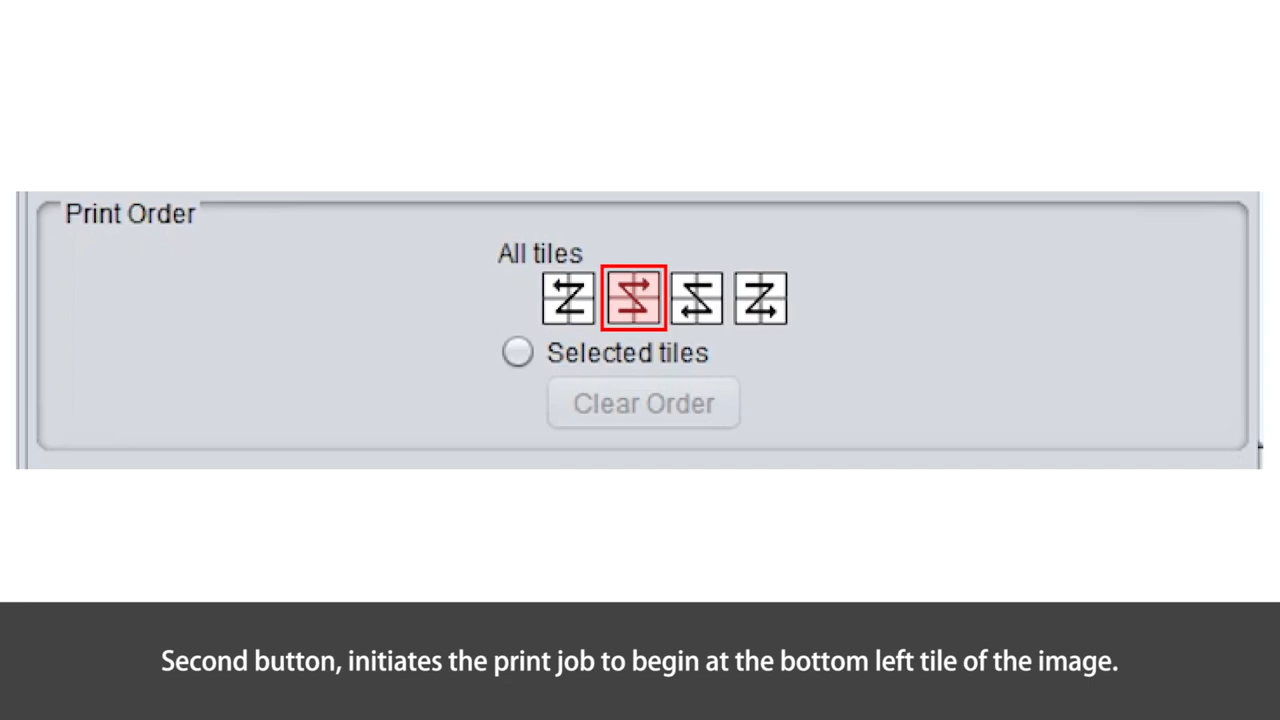 Print Order
All tiles
Selected tiles
Clear Order
Second button, initiates the print job to begin at the bottom left tile of the image.